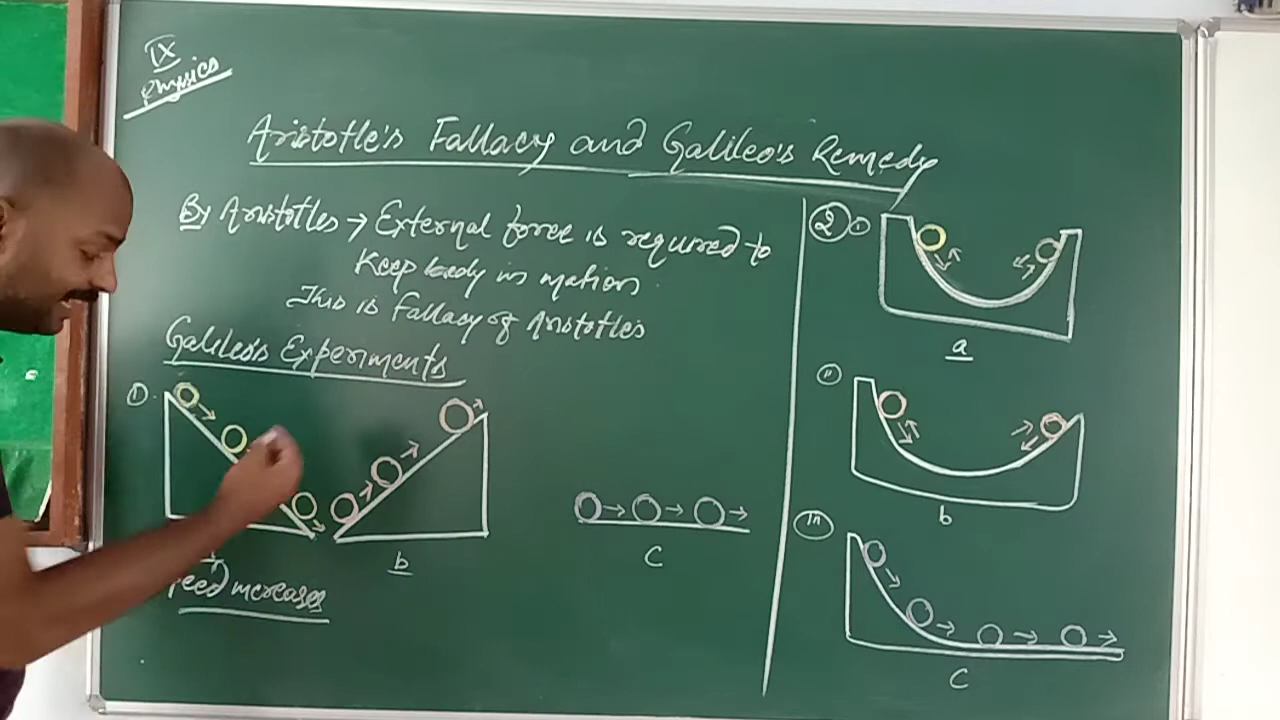 IX
Physics
Aristotle's Fallacy and Galileo's Remedy
By Aristotles → External force is required to
Keep body in motion
This is Fallacy of Aristotles
Galileo's Experiments
①
b
C
peed increases
② ⓘ
a
ⓘⓘ
b
ⓘⓘⓘ
C